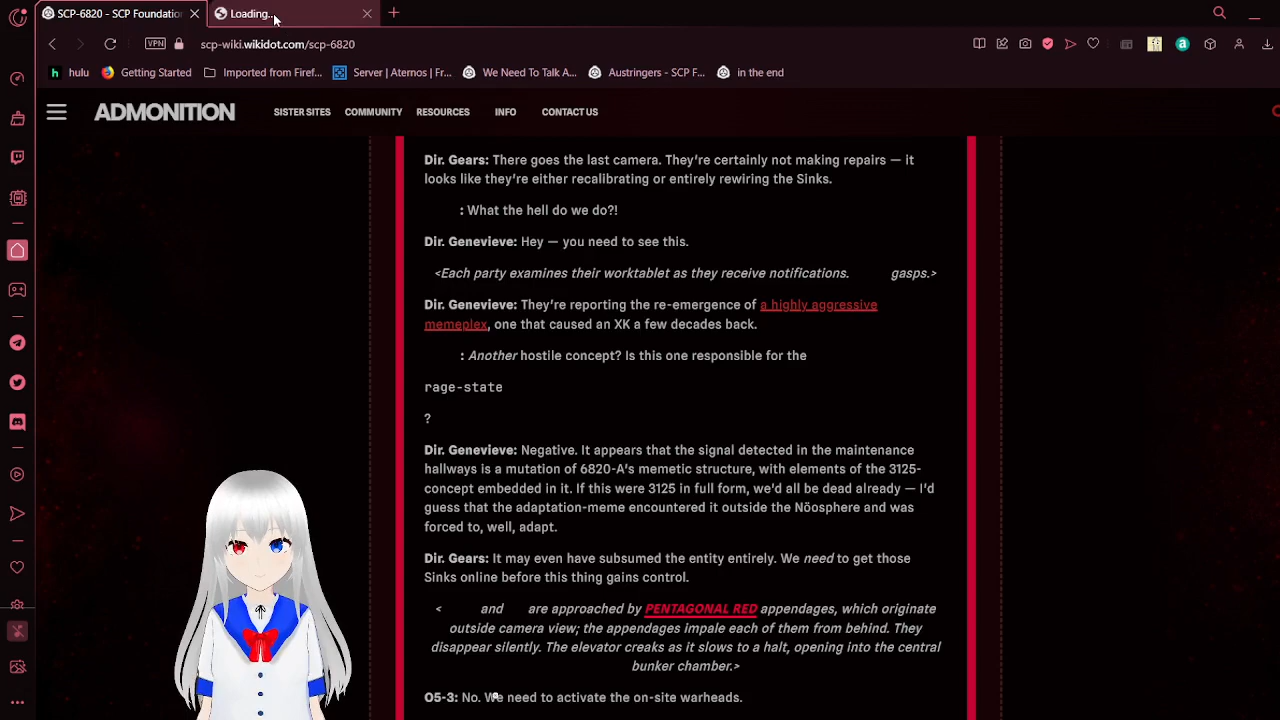 SCP-6820 - SCP Foundation
Loading..
VPN
scp-wiki.wikidot.com/scp-6820
hulu
Getting Started
Imported from Firef...
Server | Aternos | Fr...
We Need To Talk A...
Austringers - SCP F...
in the end
ADMONITION
SISTER SITES
COMMUNITY
RESOURCES
INFO
CONTACT US
Dir. Gears: There goes the last camera. They're certainly not making repairs — it
looks like they're either recalibrating or entirely rewiring the Sinks.
: What the hell do we do?!
Dir. Genevieve: Hey — you need to see this.
<Each party examines their worktablet as they receive notifications. gasps.>
Dir. Genevieve: They're reporting the re-emergence of a highly aggressive
memeplex, one that caused an XK a few decades back.
: Another hostile concept? Is this one responsible for the
rage-state
?
Dir. Genevieve: Negative. It appears that the signal detected in the maintenance
hallways is a mutation of 6820-A's memetic structure, with elements of the 3125-
concept embedded in it. If this were 3125 in full form, we'd all be dead already — I'd
guess that the adaptation-meme encountered it outside the Nöosphere and was
forced to, well, adapt.
Dir. Gears: It may even have subsumed the entity entirely. We need to get those
Sinks online before this thing gains control.
< and are approached by PENTAGONAL RED appendages, which originate
outside camera view; the appendages impale each of them from behind. They
disappear silently. The elevator creaks as it slows to a halt, opening into the central
bunker chamber.>
O5-3: No. We need to activate the on-site warheads.